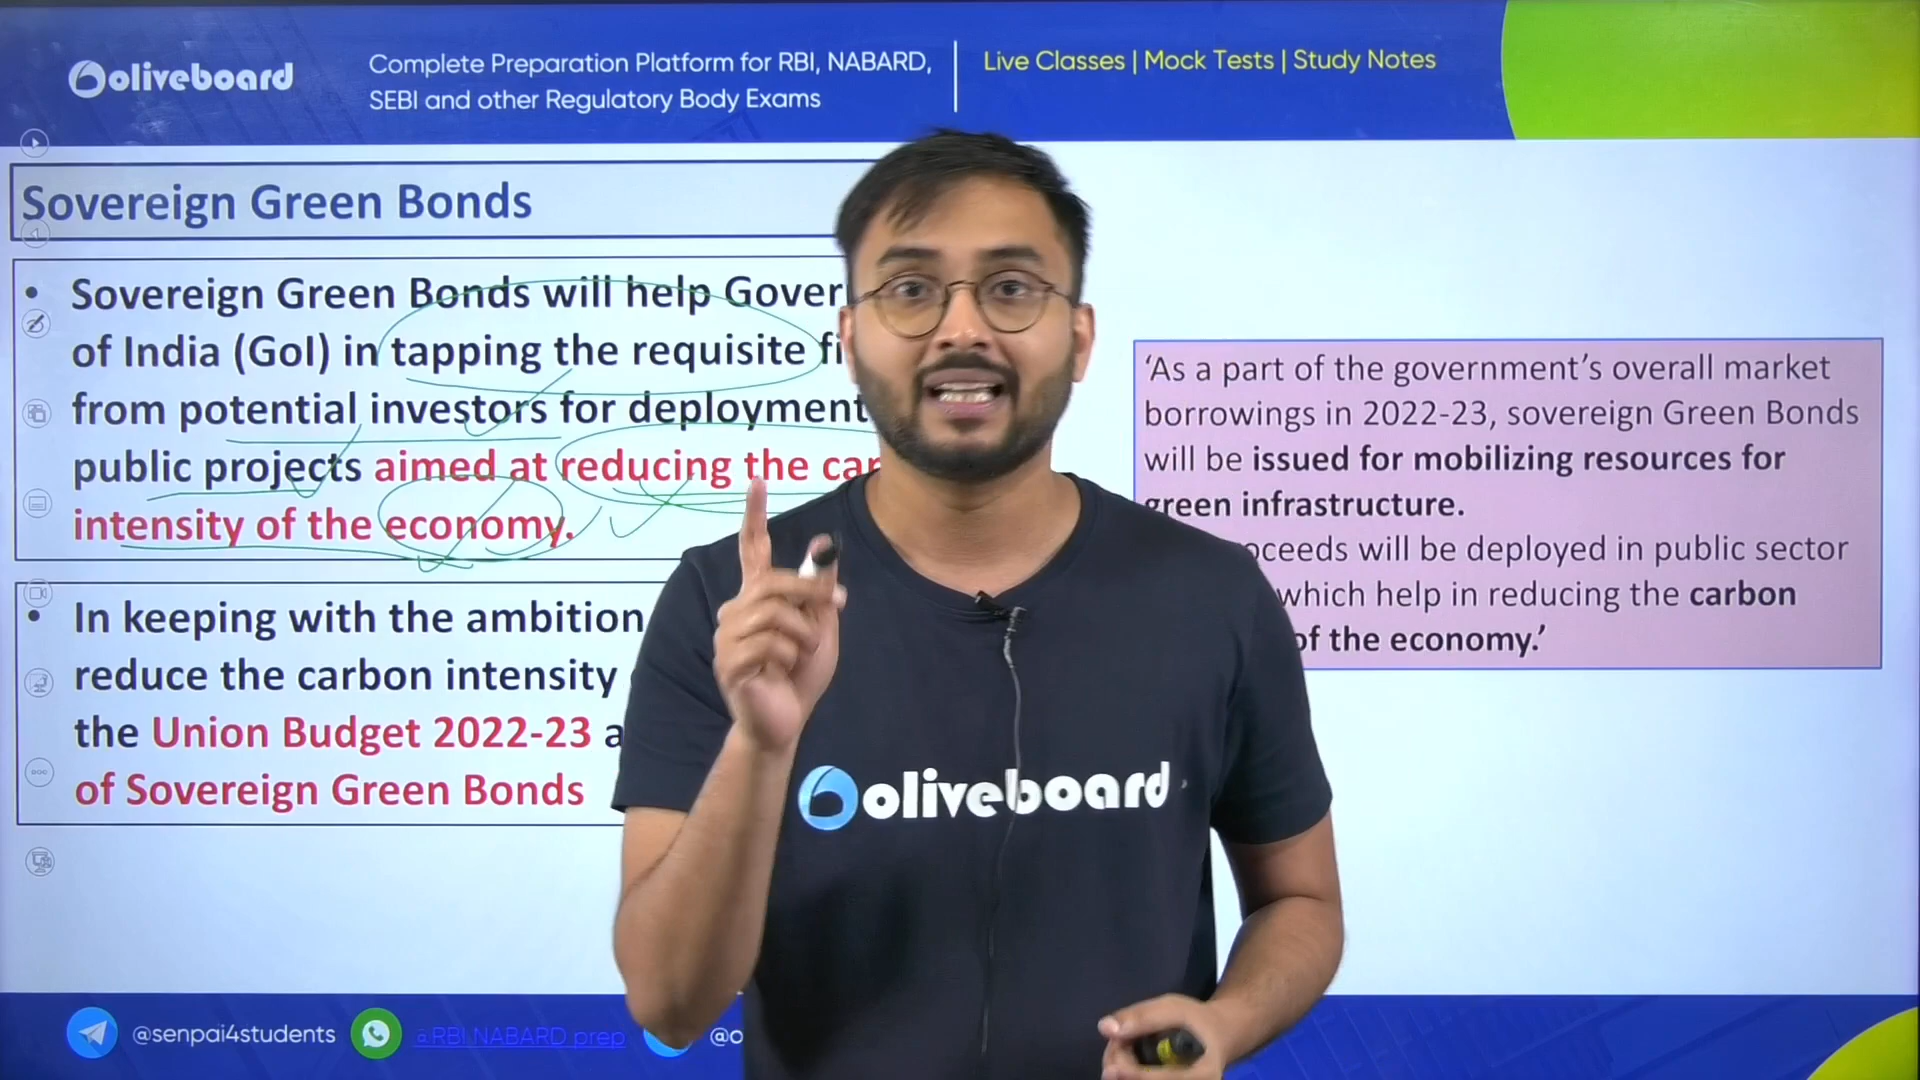 oliveboard
Complete Preparation Platform for RBI, NABARD,
SEBI and other Regulatory Body Exams
Live Classes | Mock Tests | Study Notes
Sovereign Green Bonds
• Sovereign Green Bonds will help Gover
of India (GoI) in tapping the requisite fi
from potential investors for deployment
public projects aimed at reducing the car
intensity of the economy.
• In keeping with the ambition
reduce the carbon intensity
the Union Budget 2022-23 a
of Sovereign Green Bonds
‘As a part of the government’s overall market
borrowings in 2022-23, sovereign Green Bonds
will be issued for mobilizing resources for
green infrastructure.
oceeds will be deployed in public sector
which help in reducing the carbon
of the economy.’
oliveboard
@senpai4students
@RBI NABARD prep
@o